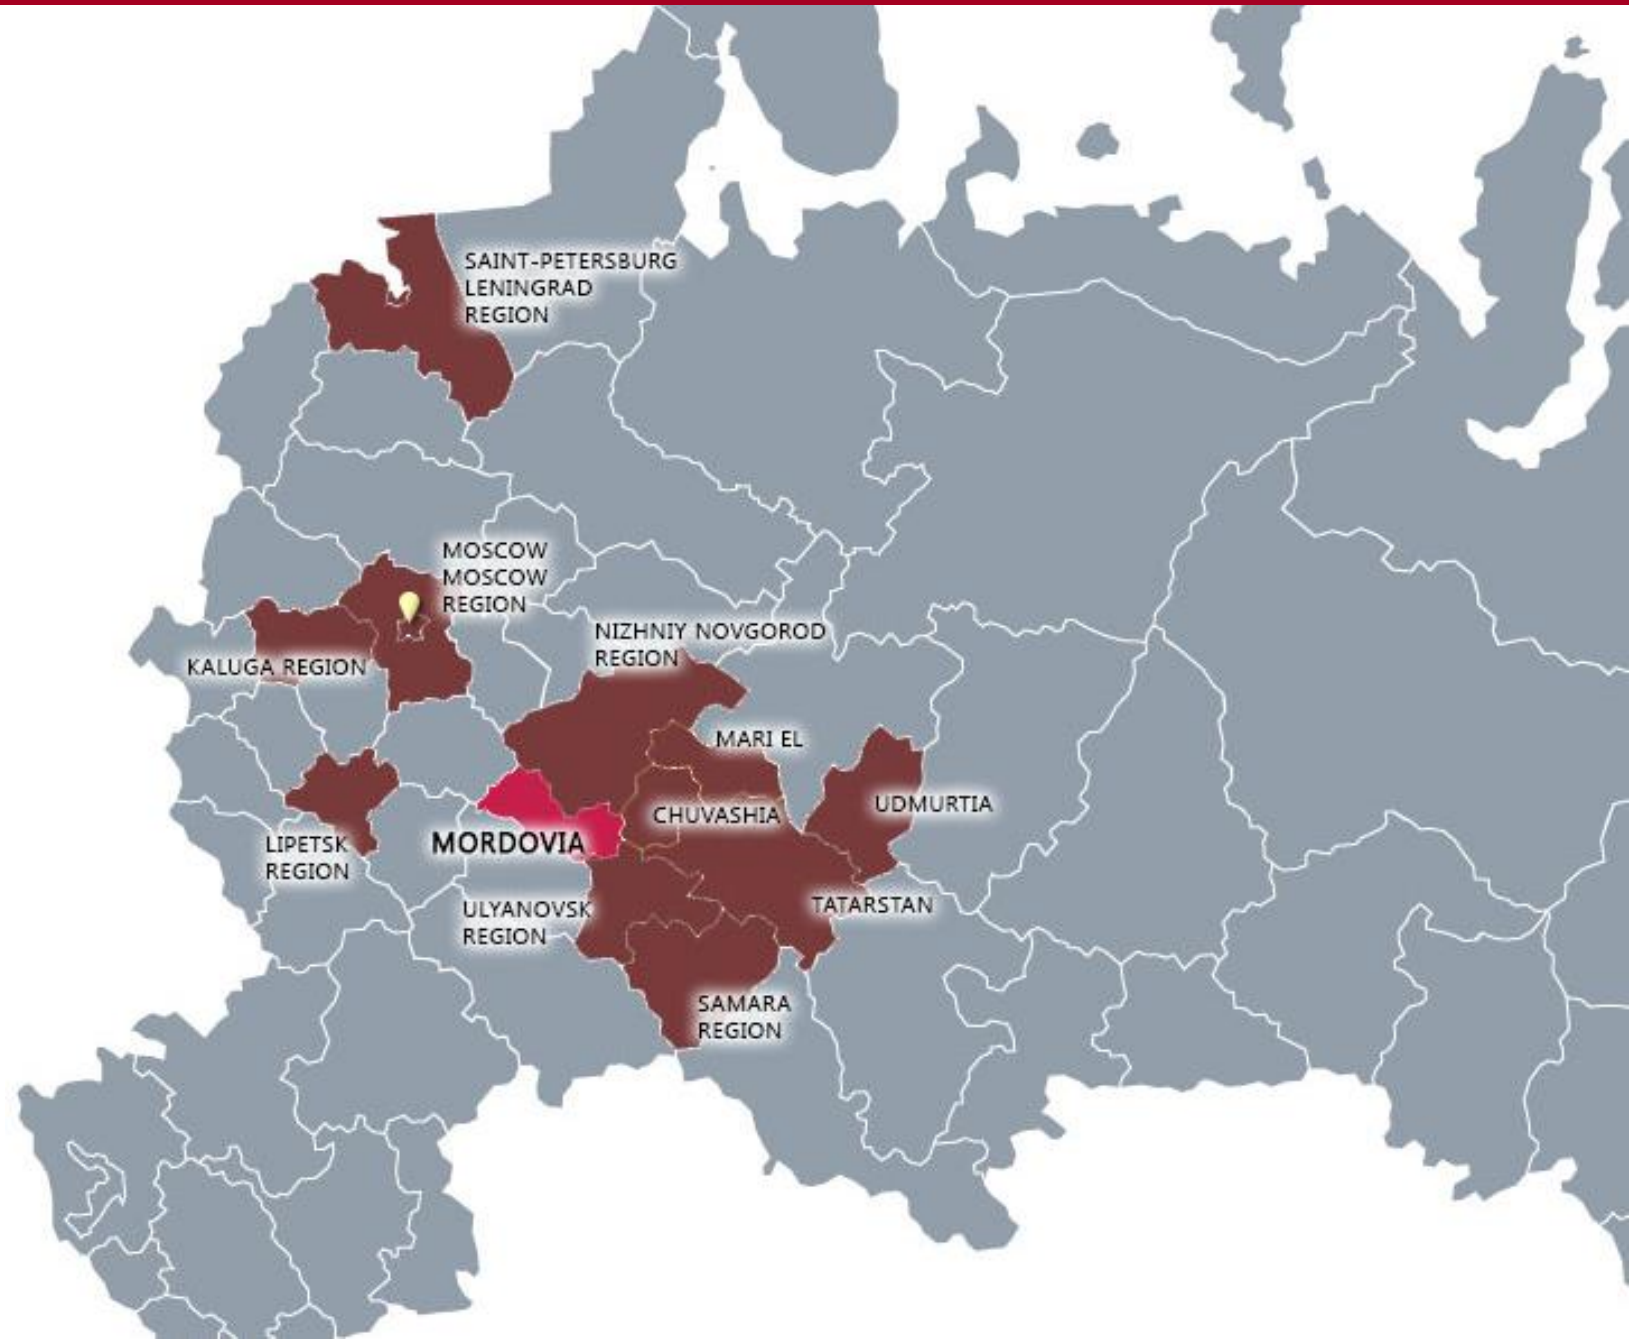 SAINT-PETERSBURG
LENINGRAD
REGION
MOSCOW
MOSCOW
REGION
NIZHNIY NOVGOROD
REGION
KALUGA REGION
MARI EL
UDMURTIA
CHUVASHIA
MORDOVIA
LIPETSK
REGION
TATARSTAN
ULYANOVSK
REGION
SAMARA
REGION